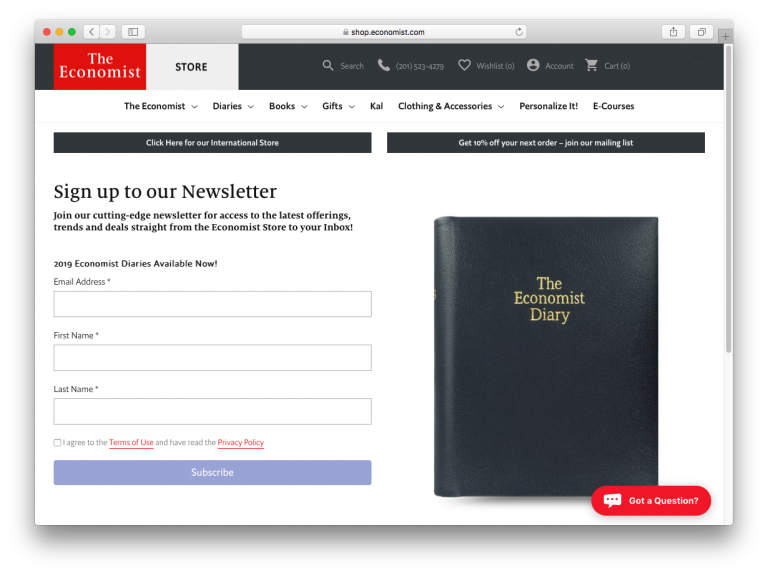 shop.economist.com
The
Economist
STORE
Search
(201) 523-4279
Wishlist (0)
Account
Cart (0)
The Economist
Diaries
Books
Gifts
Kal
Clothing & Accessories
Personalize It!
E-Courses
Click Here for our International Store
Get 10% off your next order – join our mailing list
Sign up to our Newsletter
Join our cutting-edge newsletter for access to the latest offerings,
trends and deals straight from the Economist Store to your Inbox!
2019 Economist Diaries Available Now!
Email Address *
First Name *
Last Name *
I agree to the Terms of Use and have read the Privacy Policy
Subscribe
The
Economist
Diary
Got a Question?